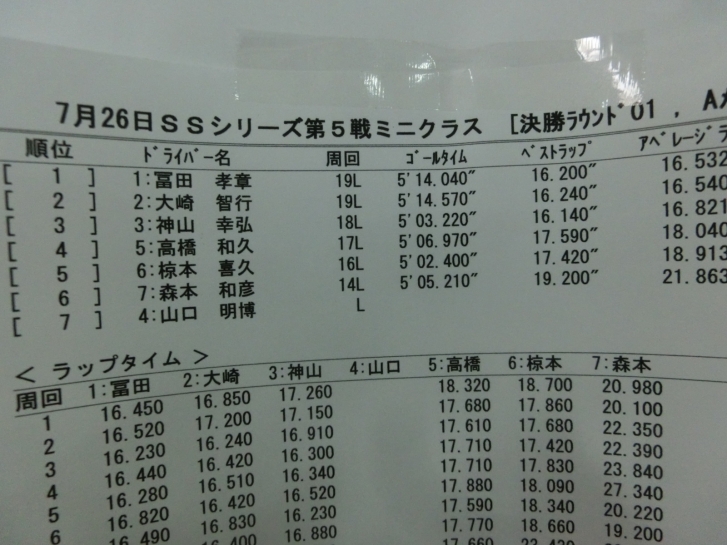 7月26日ＳＳシリーズ第５戦ミニクラス [決勝ﾗｳﾝﾄﾞ01 , A
順位 ﾄﾞﾗｲﾊﾞｰ名 周回 ｺﾞｰﾙﾀｲﾑ ﾍﾞｽﾄﾗｯﾌﾟ ｱﾍﾞﾚｰｼﾞﾗ
[ 1 ] 1:冨田 孝章 19L 5'14.040" 16.200" 16.532
[ 2 ] 2:大崎 智行 19L 5'14.570" 16.240" 16.540
[ 3 ] 3:神山 幸弘 18L 5'03.220" 16.140" 16.821
[ 4 ] 5:高橋 和久 17L 5'06.970" 17.590" 18.040
[ 5 ] 6:椋本 喜久 16L 5'02.400" 17.420" 18.913
[ 6 ] 7:森本 和彦 14L 5'05.210" 19.200" 21.863
[ 7 ] 4:山口 明博 L
< ラップタイム >
周回 1:冨田 2:大崎 3:神山 4:山口 5:高橋 6:椋本 7:森本
1 16.450 16.850 17.260 18.320 18.700 20.980
2 16.520 17.200 17.150 17.680 17.860 20.100
3 16.230 16.240 16.910 17.610 17.680 22.350
4 16.440 16.420 16.300 17.710 17.420 22.390
5 16.280 16.510 16.340 17.710 17.830 23.840
6 16.820 16.420 16.520 17.880 18.090 27.340
16.490 16.830 16.230 17.590 18.340 20.220
16.880 17.770 18.660 19.200